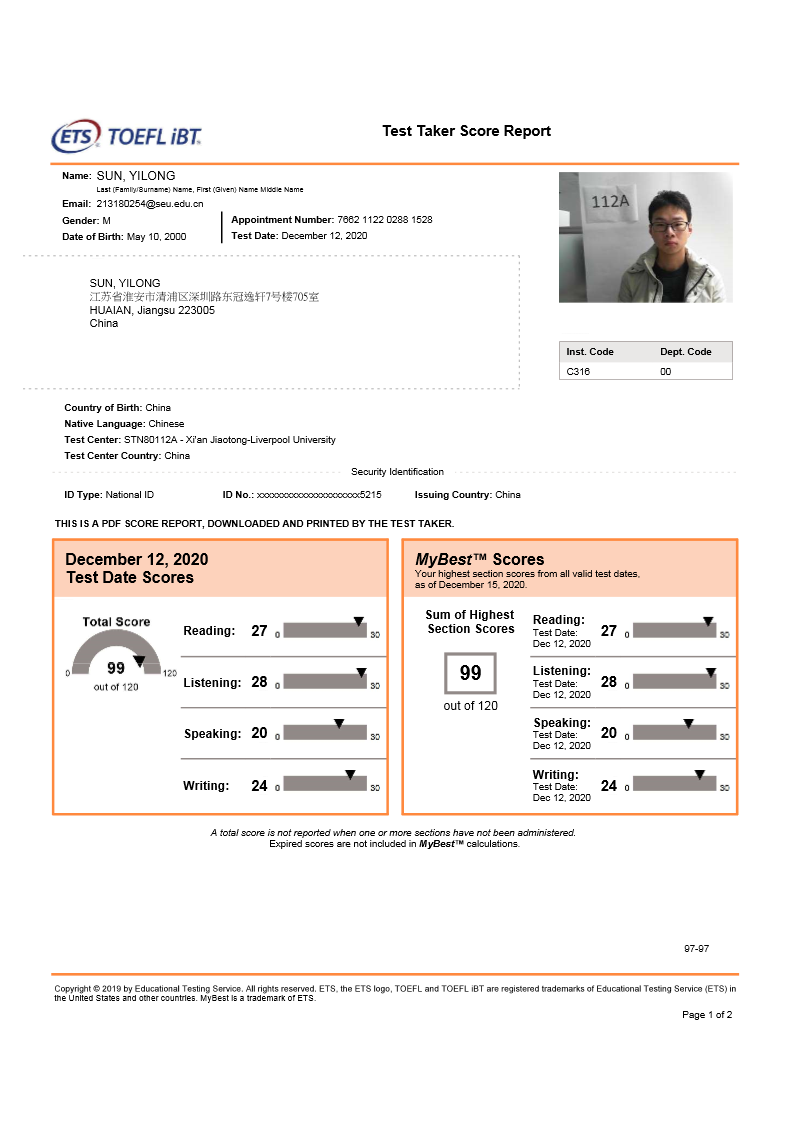 ETS TOEFL iBT
Test Taker Score Report
Name: SUN, YILONG
Last (Family/Surname) Name, First (Given) Name Middle Name
Email: 213180254@seu.edu.cn
Gender: M
Date of Birth: May 10, 2000
Appointment Number: 7662 1122 0288 1528
Test Date: December 12, 2020
112A
SUN, YILONG
江苏省淮安市清浦区深圳路东冠逸轩7号楼705室
HUAIAN, Jiangsu 223005
China
Inst. Code Dept. Code
C316 00
Country of Birth: China
Native Language: Chinese
Test Center: STN80112A - Xi'an Jiaotong-Liverpool University
Test Center Country: China
Security Identification
ID Type: National ID ID No.: xxxxxxxxxxxxxxxxxxxx5215 Issuing Country: China
THIS IS A PDF SCORE REPORT, DOWNLOADED AND PRINTED BY THE TEST TAKER.
December 12, 2020
Test Date Scores
Total Score
0 99 120
out of 120
Reading: 27 0 30
Listening: 28 0 30
Speaking: 20 0 30
Writing: 24 0 30
MyBest™ Scores
Your highest section scores from all valid test dates,
as of December 15, 2020.
Sum of Highest
Section Scores
99
out of 120
Reading:
Test Date:
Dec 12, 2020
27 0 30
Listening:
Test Date:
Dec 12, 2020
28 0 30
Speaking:
Test Date:
Dec 12, 2020
20 0 30
Writing:
Test Date:
Dec 12, 2020
24 0 30
A total score is not reported when one or more sections have not been administered.
Expired scores are not included in MyBest™ calculations.
97-97
Copyright © 2019 by Educational Testing Service. All rights reserved. ETS, the ETS logo, TOEFL and TOEFL iBT are registered trademarks of Educational Testing Service (ETS) in
the United States and other countries. MyBest is a trademark of ETS.
Page 1 of 2